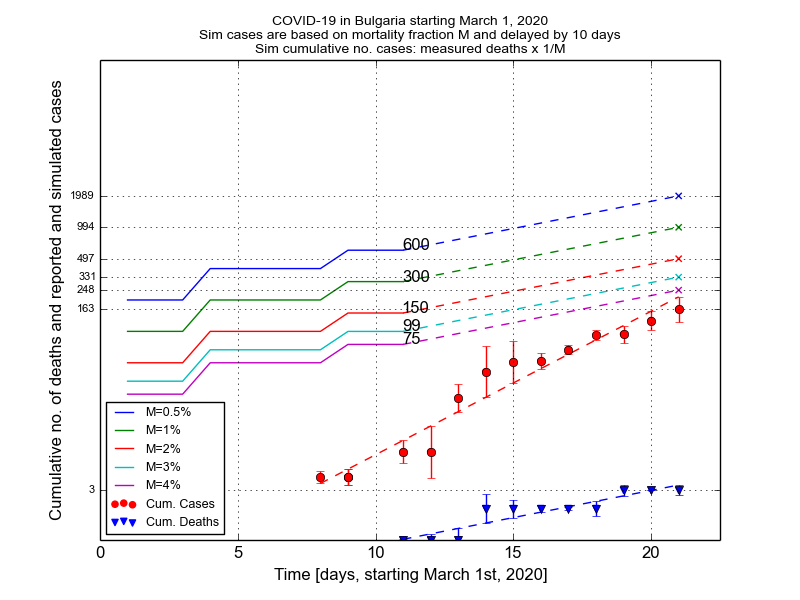 COVID-19 in Bulgaria starting March 1, 2020
Sim cases are based on mortality fraction M and delayed by 10 days
Sim cumulative no. cases: measured deaths x 1/M
Cumulative no. of deaths and reported and simulated cases
1989
994
497
331
248
163
3
600
300
150
99
75
M=0.5%
M=1%
M=2%
M=3%
M=4%
Cum. Cases
Cum. Deaths
0 5 10 15 20
Time [days, starting March 1st, 2020]